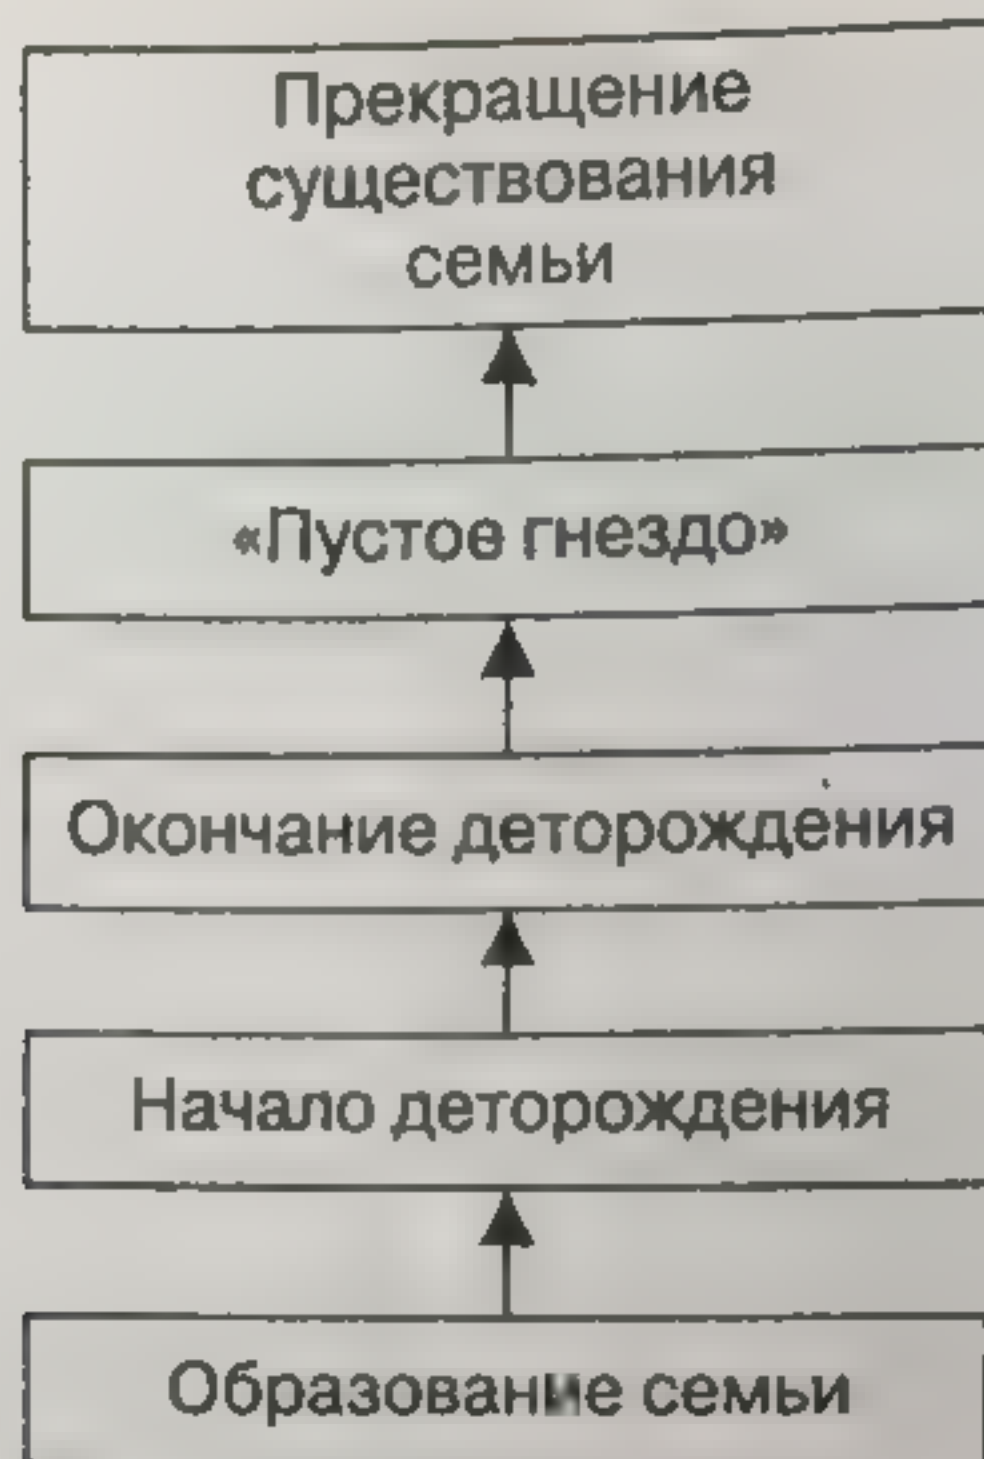 Прекращение
существования
семьи
«Пустое гнездо»
Окончание деторождения
Начало деторождения
Образование семьи